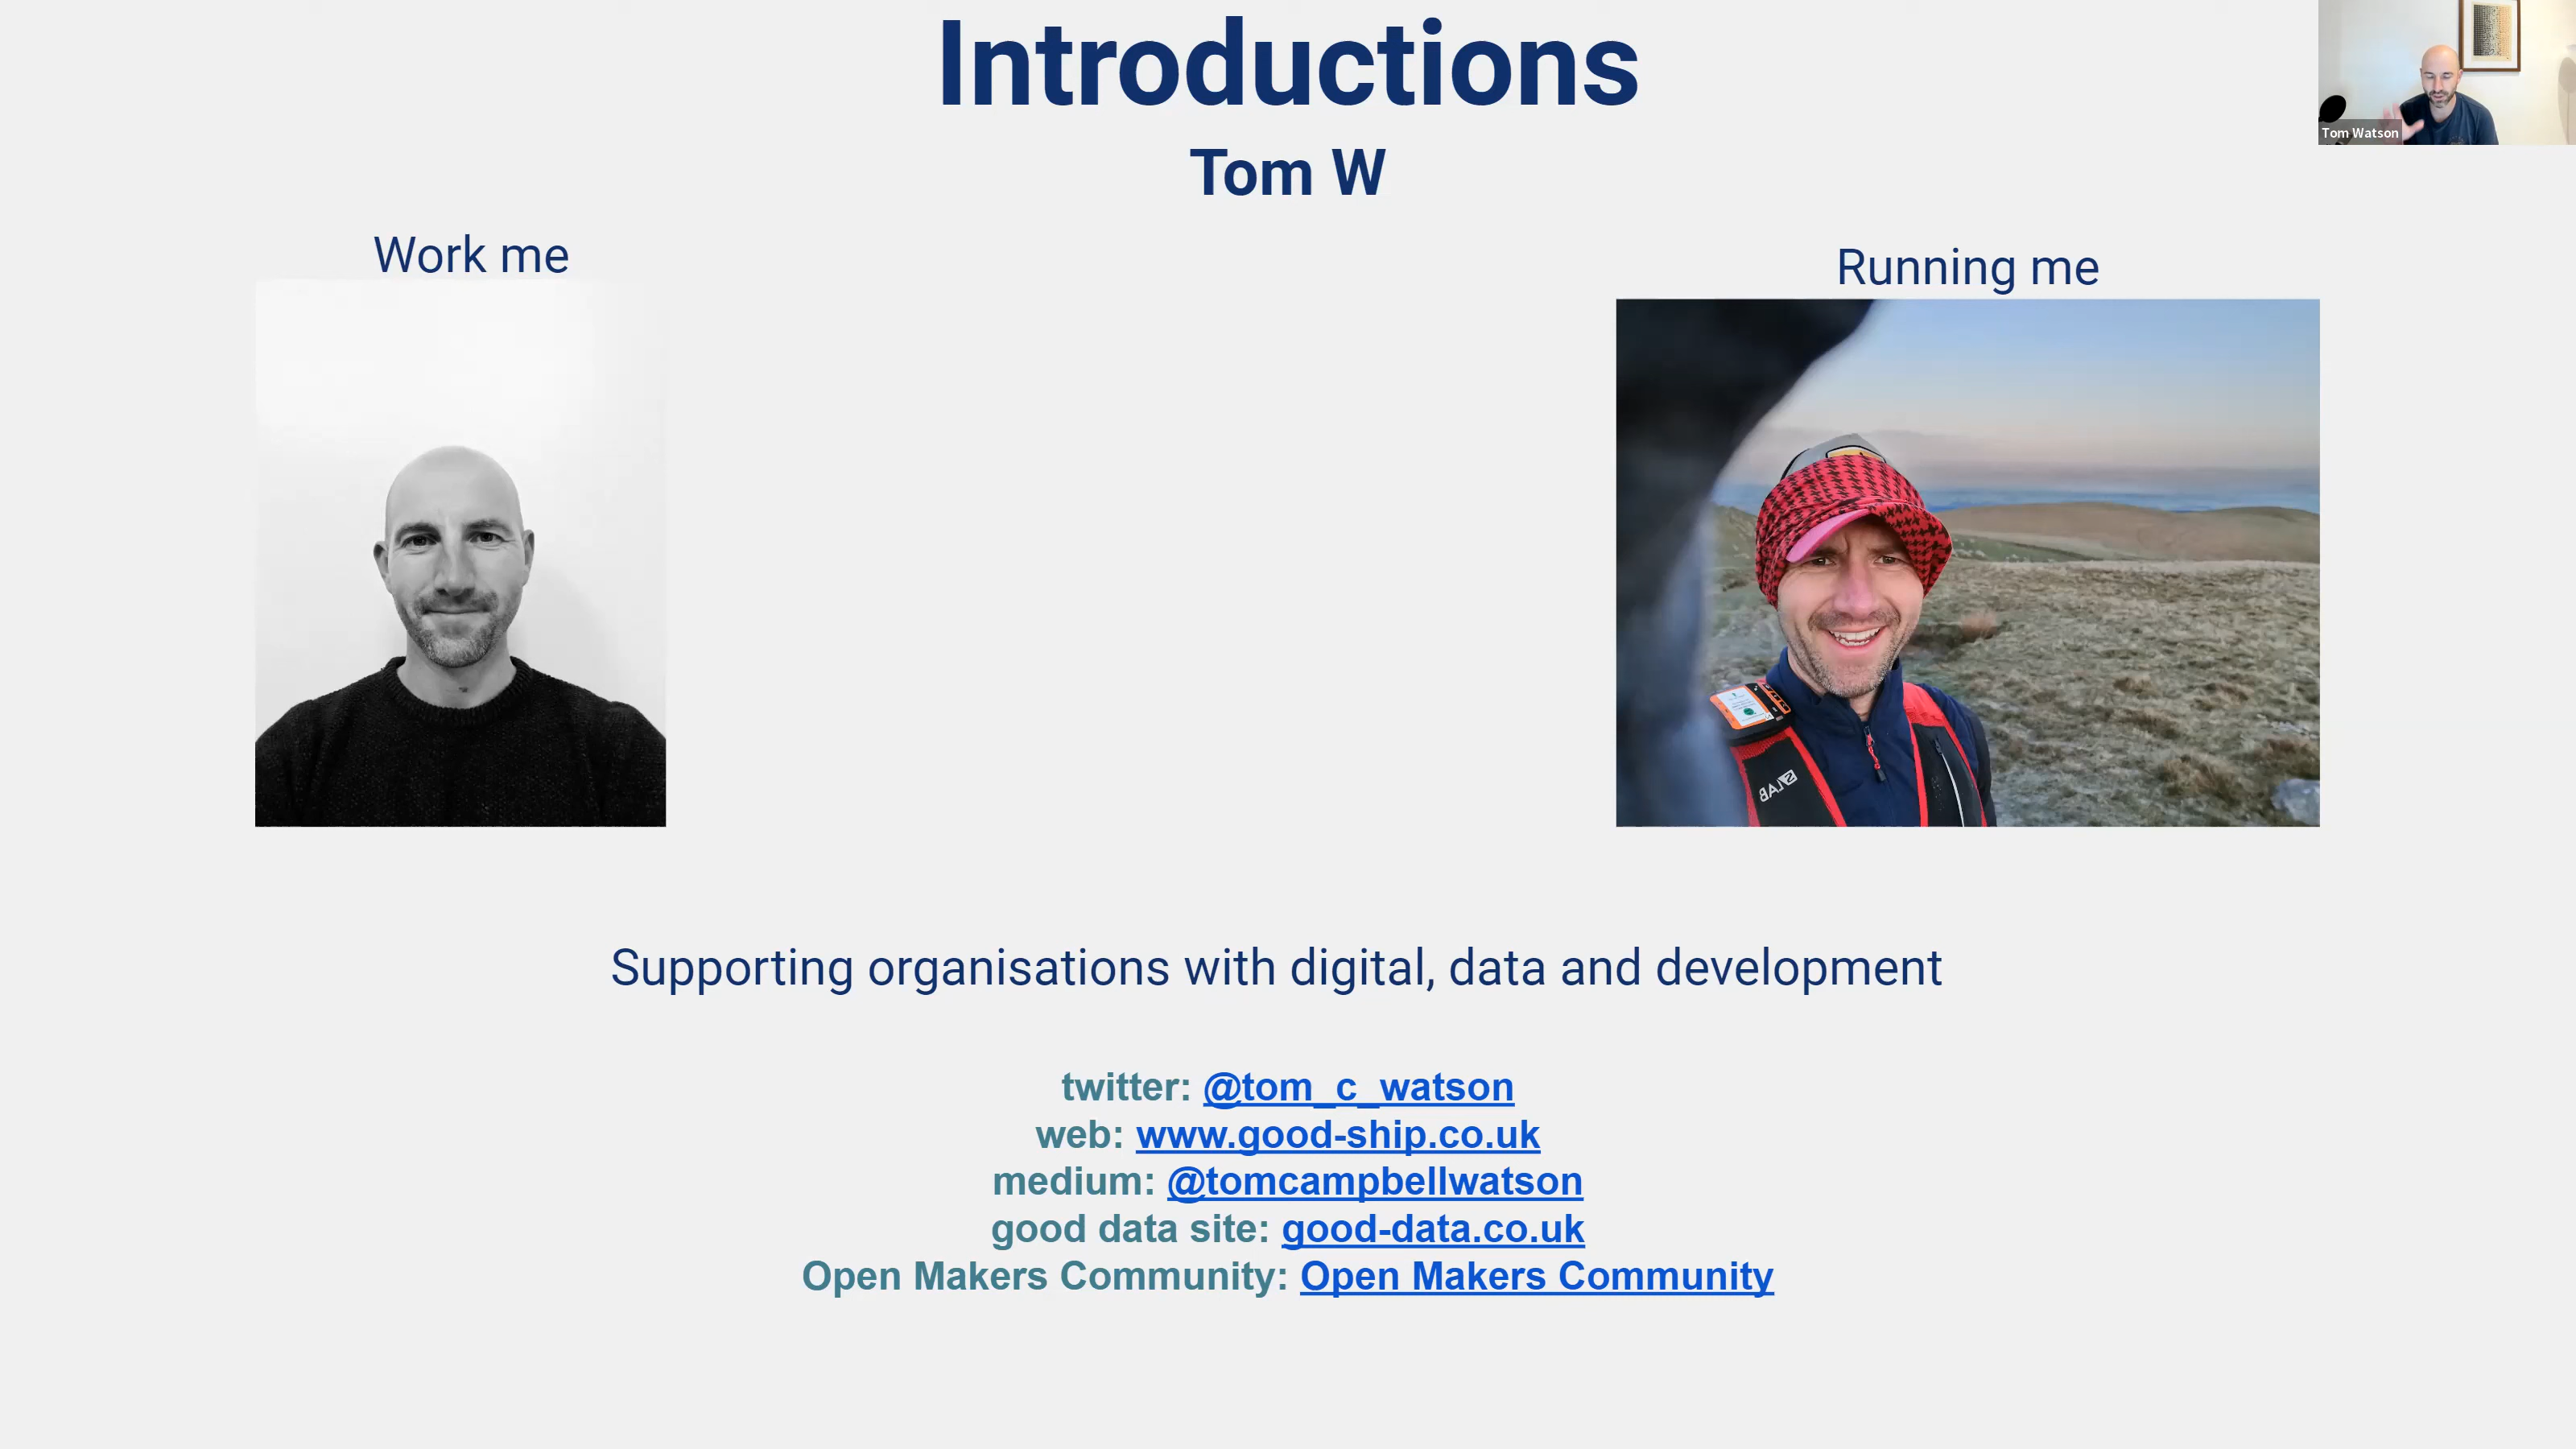 Introductions
Tom Watson
Tom W
Work me
Running me
S/LAB
Supporting organisations with digital, data and development
twitter: @tom_c_watson
web: www.good-ship.co.uk
medium: @tomcampbellwatson
good data site: good-data.co.uk
Open Makers Community: Open Makers Community